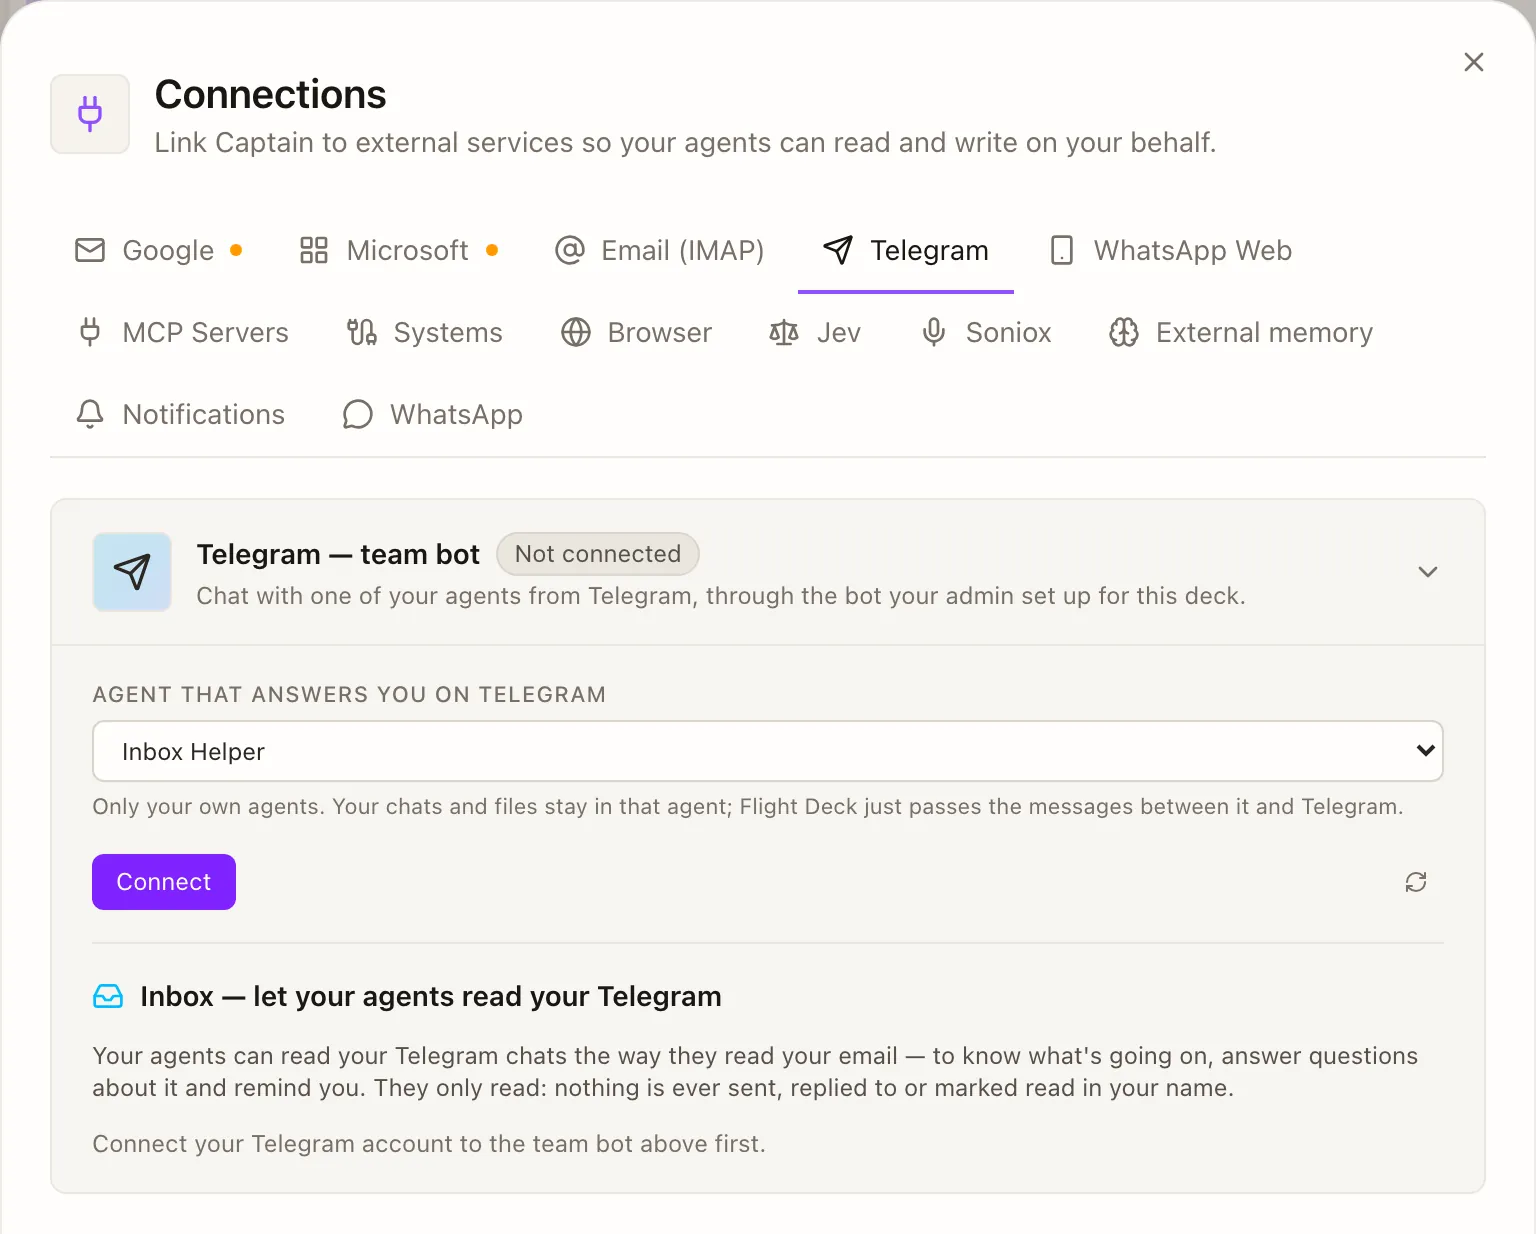 Connections
Link Captain to external services so your agents can read and write on your behalf.
Google
Microsoft
Email (IMAP)
Telegram
WhatsApp Web
MCP Servers
Systems
Browser
Jev
Soniox
External memory
Notifications
WhatsApp
Telegram — team bot
Not connected
Chat with one of your agents from Telegram, through the bot your admin set up for this deck.
AGENT THAT ANSWERS YOU ON TELEGRAM
Inbox Helper
Only your own agents. Your chats and files stay in that agent; Flight Deck just passes the messages between it and Telegram.
Connect
Inbox — let your agents read your Telegram
Your agents can read your Telegram chats the way they read your email — to know what's going on, answer questions
about it and remind you. They only read: nothing is ever sent, replied to or marked read in your name.
Connect your Telegram account to the team bot above first.